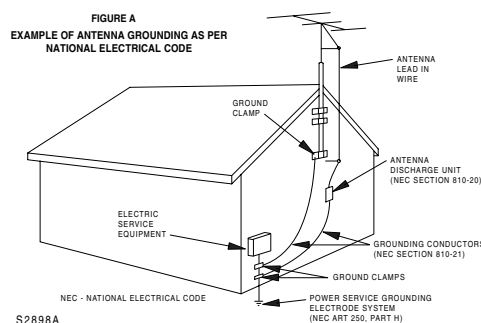 FIGURE A
EXAMPLE OF ANTENNA GROUNDING AS PER
NATIONAL ELECTRICAL CODE
ANTENNA
LEAD IN
WIRE
GROUND
CLAMP
ANTENNA
DISCHARGE UNIT
(NEC SECTION 810-20)
ELECTRIC
SERVICE
EQUIPMENT
GROUNDING CONDUCTORS
(NEC SECTION 810-21)
GROUND CLAMPS
NEC - NATIONAL ELECTRICAL CODE
POWER SERVICE GROUNDING
ELECTRODE SYSTEM
(NEC ART 250, PART H)
S2898A